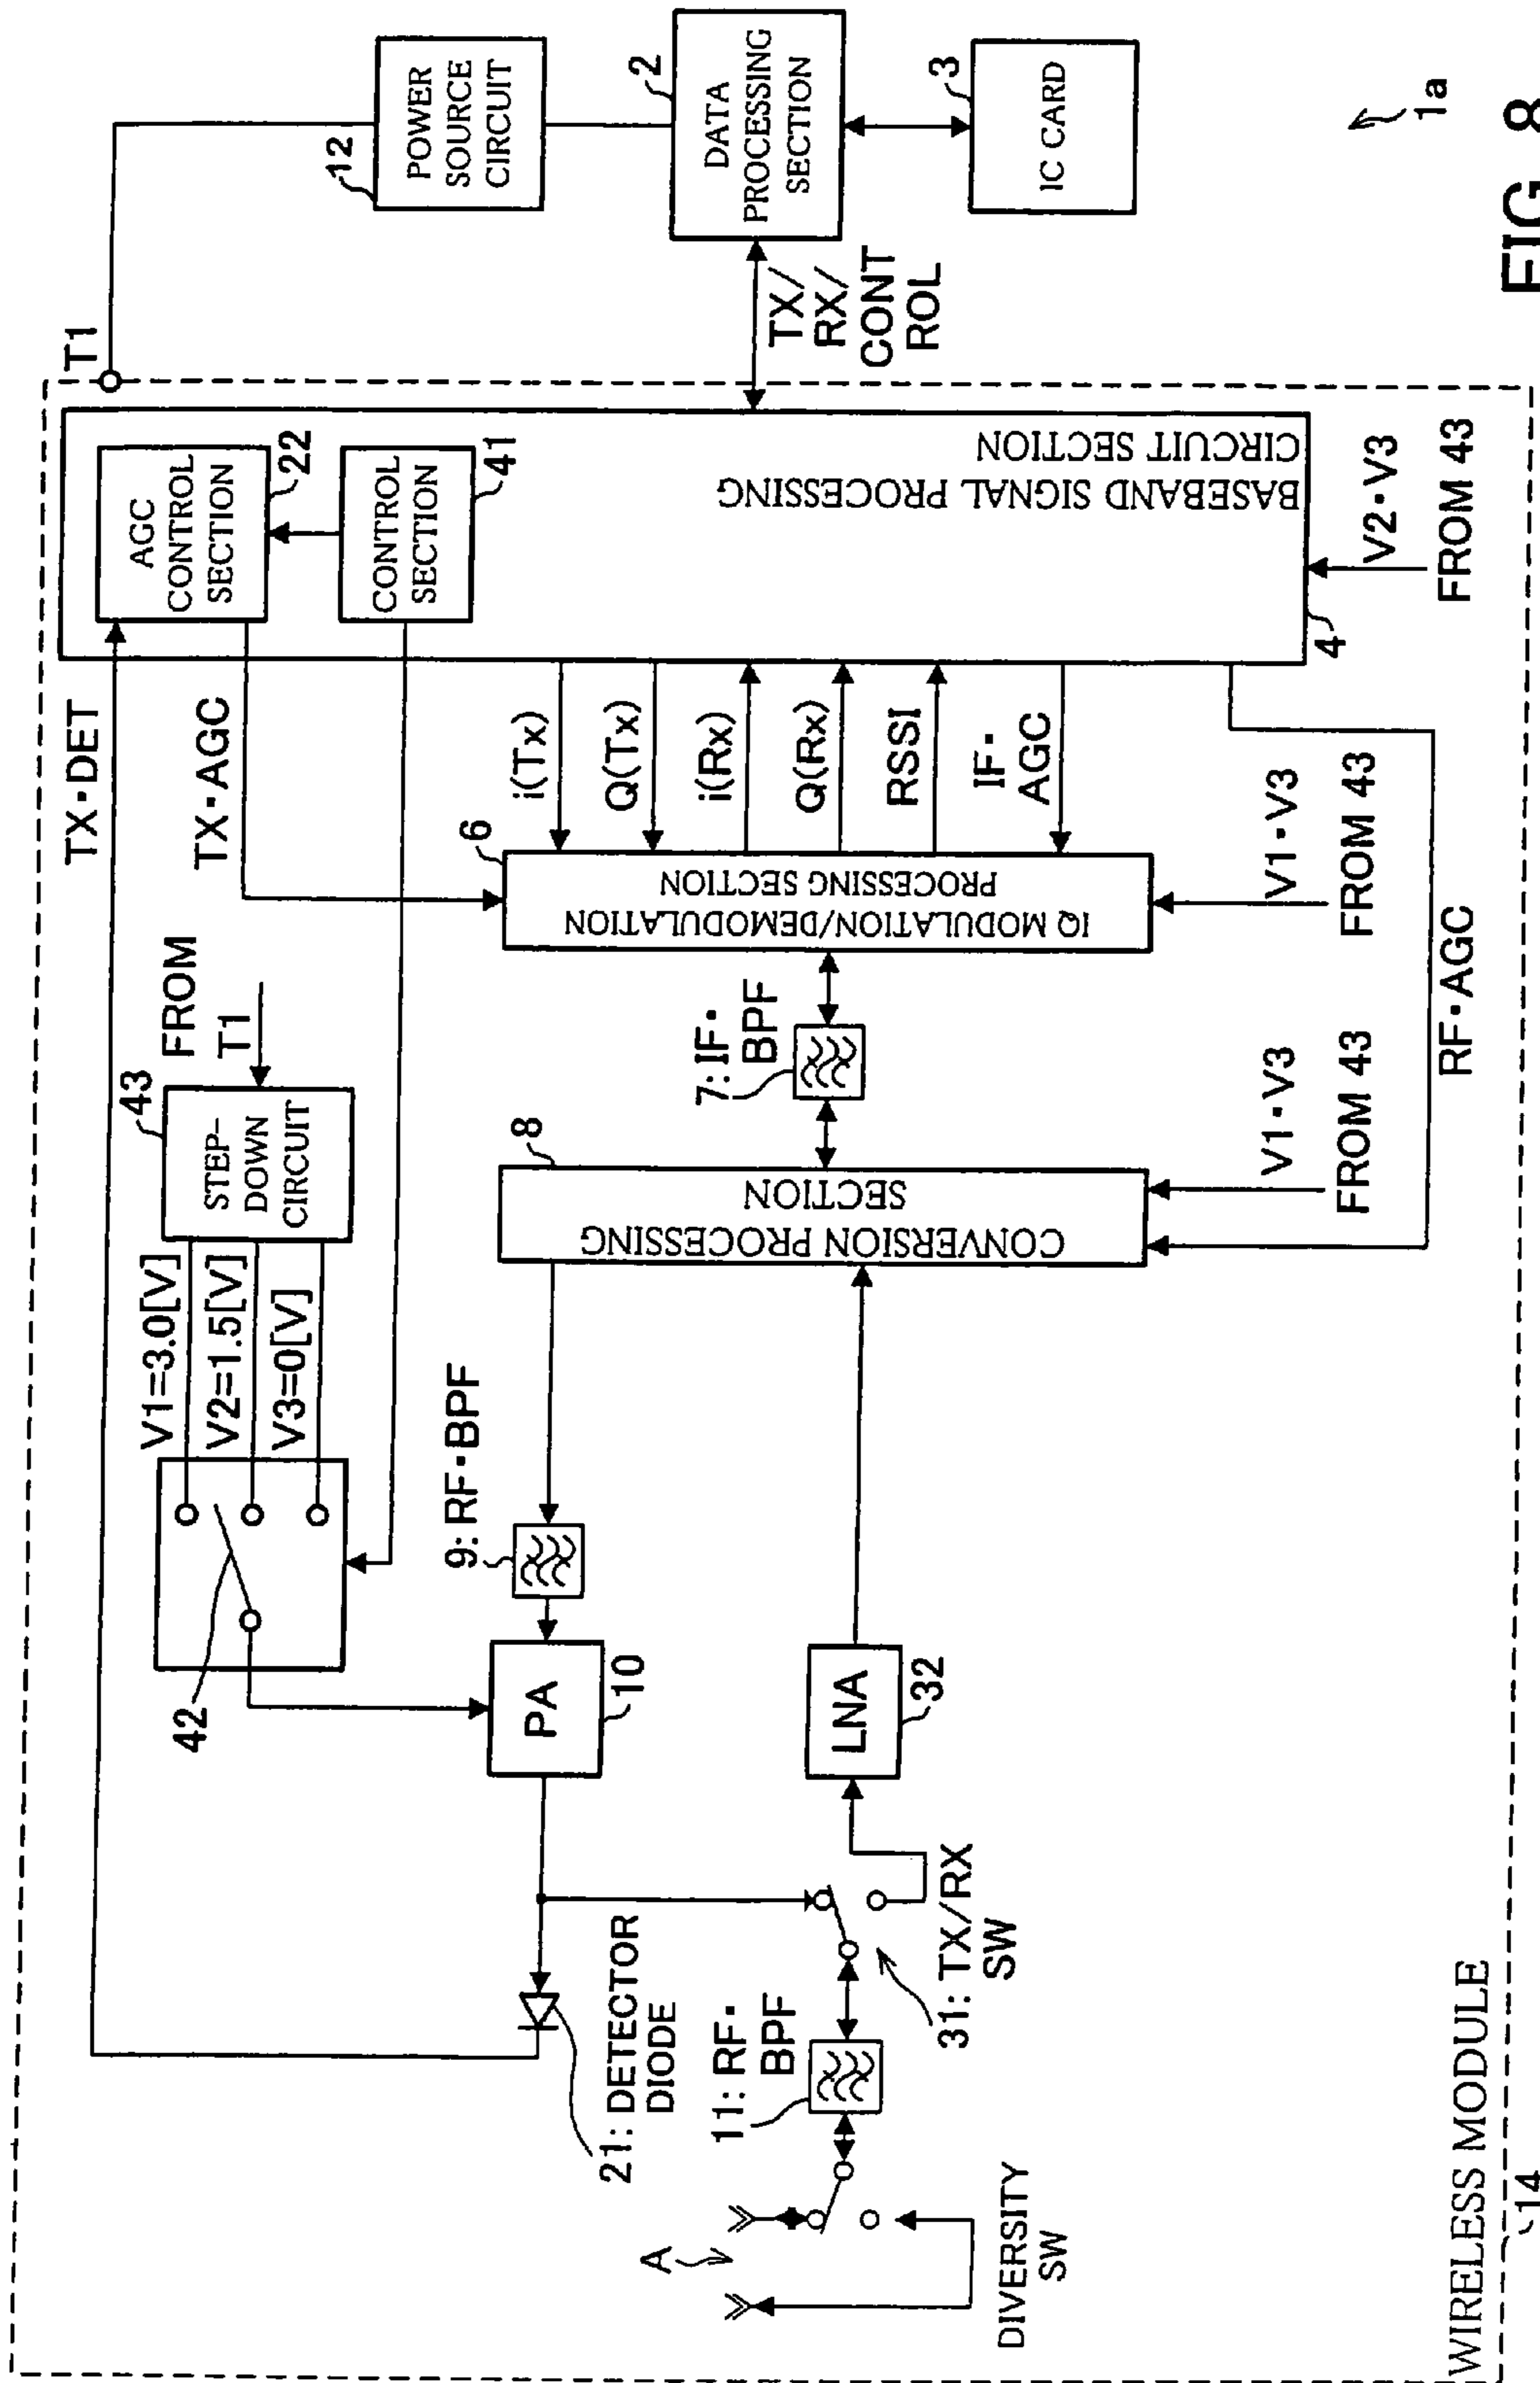 WIRELESS MODULE
14
TX•DET
TX•AGC
T1
12
POWER
SOURCE
CIRCUIT
2
DATA
PROCESSING
SECTION
3
IC CARD
1a
TX/
RX/
CONT
ROL
AGC
CONTROL
SECTION
22
CONTROL
SECTION
41
BASEBAND SIGNAL PROCESSING
CIRCUIT SECTION
4
V2•V3
FROM 43
i(Tx)
Q(Tx)
i(Rx)
Q(Rx)
RSSI
IF•
AGC
6
IQ MODULATION/DEMODULATION
PROCESSING SECTION
V1•V3
FROM 43
RF•AGC
FROM
T1
43
STEP-
DOWN
CIRCUIT
V1=3.0[V]
V2=1.5[V]
V3=0[V]
42
7: IF•
BPF
8
CONVERSION PROCESSING
SECTION
V1•V3
FROM 43
9: RF•BPF
PA
10
LNA
32
21: DETECTOR
DIODE
31: TX/RX
SW
11: RF•
BPF
A
DIVERSITY
SW
FIG. 8